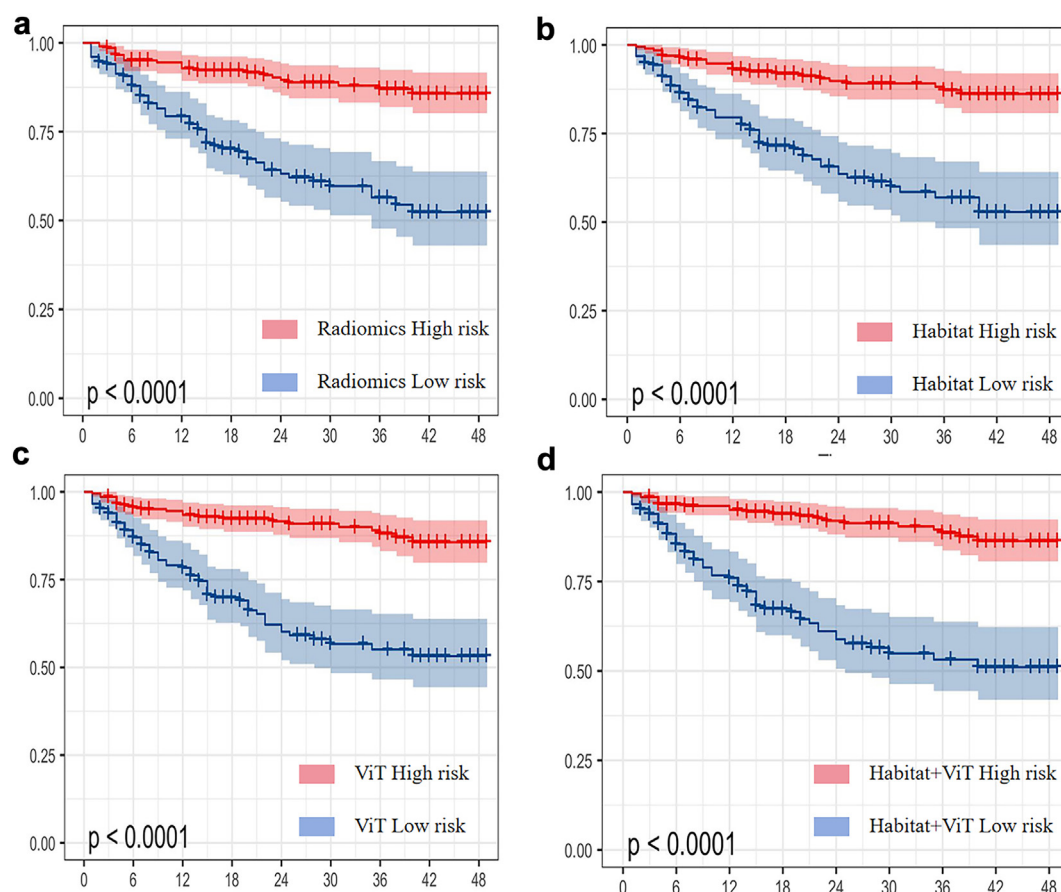 a
1.00
0.75
0.50
0.25
0.00
Radiomics High risk
Radiomics Low risk
p < 0.0001
0 6 12 18 24 30 36 42 48
b
1.00
0.75
0.50
0.25
0.00
Habitat High risk
Habitat Low risk
p < 0.0001
0 6 12 18 24 30 36 42 48
c
1.00
0.75
0.50
0.25
0.00
ViT High risk
ViT Low risk
p < 0.0001
0 6 12 18 24 30 36 42 48
d
1.00
0.75
0.50
0.25
0.00
Habitat+ViT High risk
Habitat+ViT Low risk
p < 0.0001
0 6 12 18 24 30 36 42 48